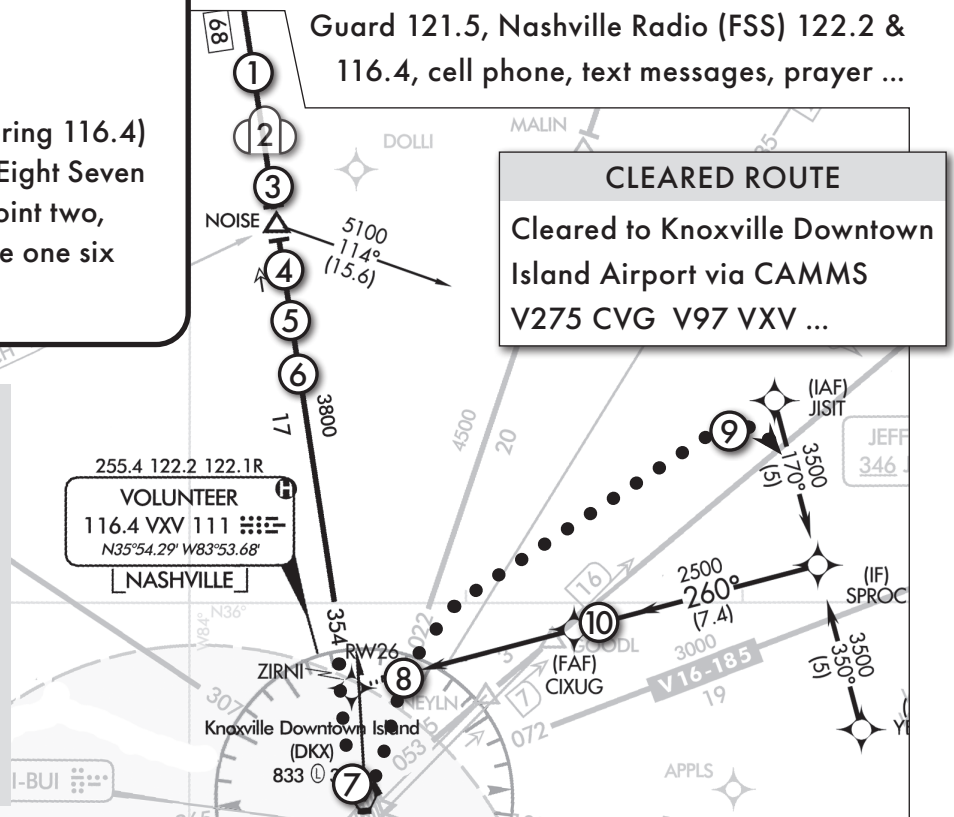 Guard 121.5, Nashville Radio (FSS) 122.2 &
116.4, cell phone, text messages, prayer ...
ring 116.4)
Eight Seven
oint two,
e one six
68
1
2
3
MALIN
DOLLI
NOISE
5100
114°
(15.6)
CLEARED ROUTE
Cleared to Knoxville Downtown
Island Airport via CAMMS
V275 CVG V97 VXV ...
4
5
6
3800
17
4500
20
9
(IAF)
JISIT
JEFF
346
3500
170°
(5)
255.4 122.2 122.1R
H
VOLUNTEER
116.4 VXV 111
N35°54.29' W83°53.68'
NASHVILLE
16
2500
260°
(7.4)
(IF)
SPROC
N36°
W84°
354
022
RW26
ZIRNI
8
10
GOODL
(FAF)
CIXUG
5
3000
V16-185
19
3500
350°
(5)
307
NEYLN
7
072
053
Knoxville Downtown Island
(DKX)
833 L 3
7
I-BUI
APPLS